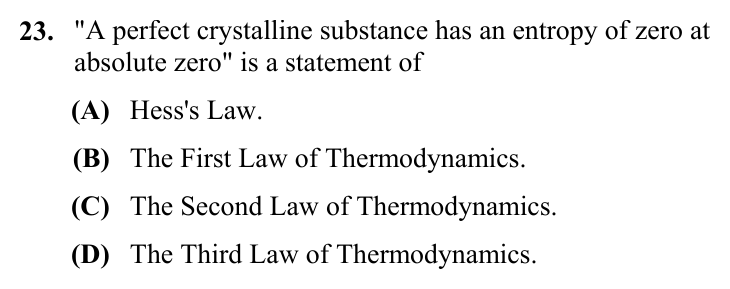 23. "A perfect crystalline substance has an entropy of zero at
absolute zero" is a statement of
(A) Hess's Law.
(B) The First Law of Thermodynamics.
(C) The Second Law of Thermodynamics.
(D) The Third Law of Thermodynamics.